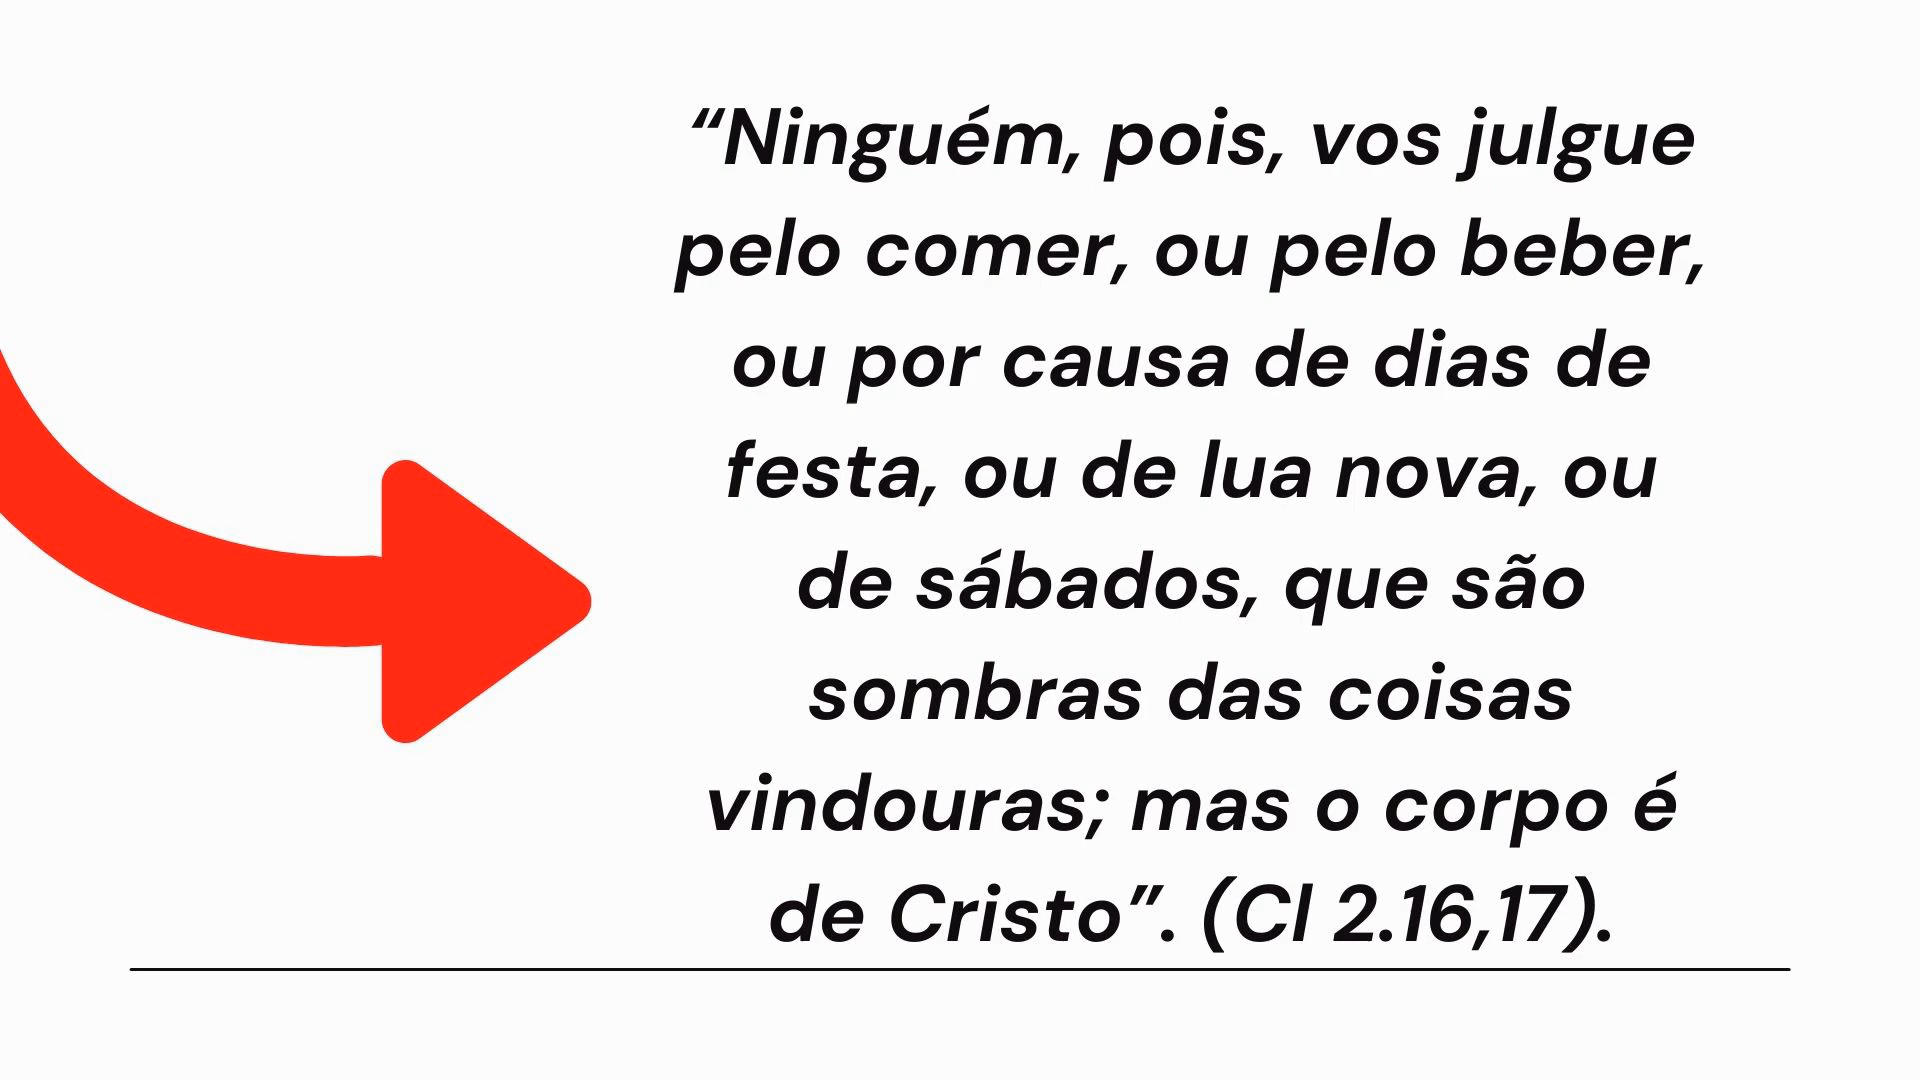 “Ninguém, pois, vos julgue
pelo comer, ou pelo beber,
ou por causa de dias de
festa, ou de lua nova, ou
de sábados, que são
sombras das coisas
vindouras; mas o corpo é
de Cristo”. (Cl 2.16,17).